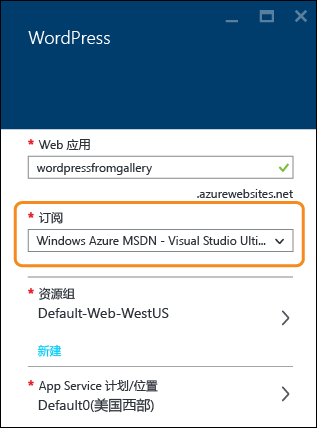 WordPress
* Web 应用
wordpressfromgallery
.azurewebsites.net
* 订阅
Windows Azure MSDN - Visual Studio Ulti...
* 资源组
Default-Web-WestUS
新建
* App Service 计划/位置
Default0(美国西部)